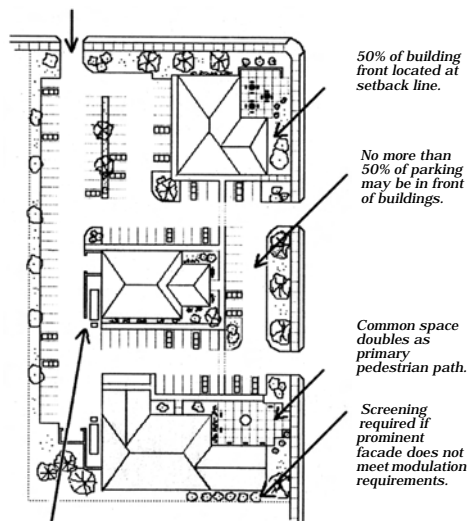 50% of building
front located at
setback line.
No more than
50% of parking
may be in front
of buildings.
Common space
doubles as
primary
pedestrian path.
Screening
required if
prominent
facade does not
meet modulation
requirements.